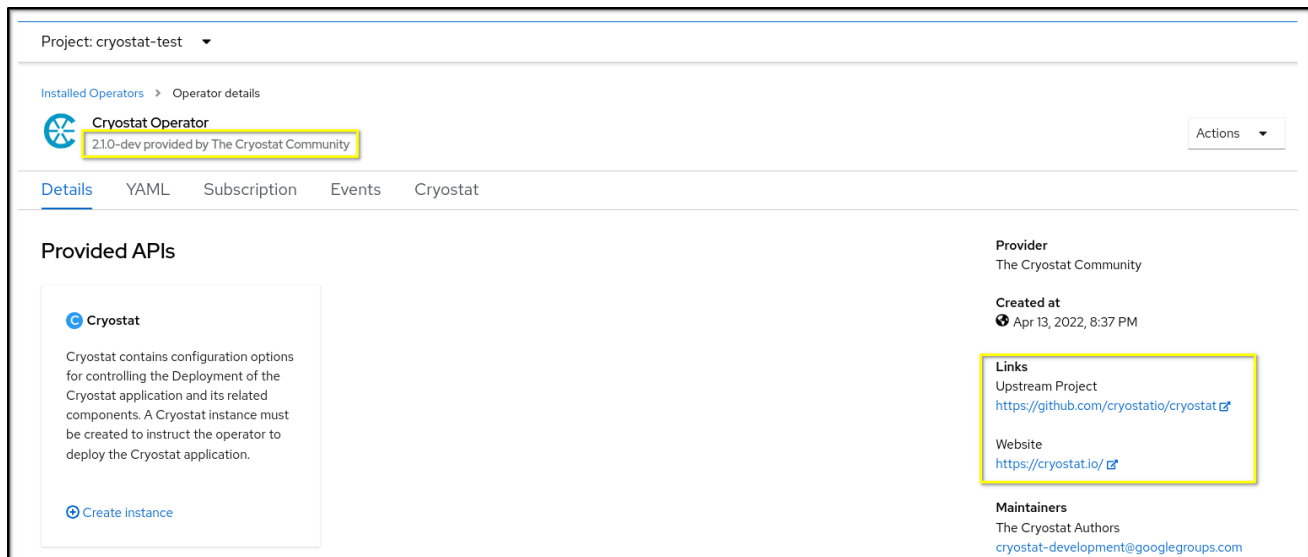 Project: cryostat-test
Installed Operators > Operator details
Cryostat Operator
2.1.0-dev provided by The Cryostat Community
Actions
Details YAML Subscription Events Cryostat
Provided APIs
C Cryostat
Cryostat contains configuration options
for controlling the Deployment of the
Cryostat application and its related
components. A Cryostat instance must
be created to instruct the operator to
deploy the Cryostat application.
Create instance
Provider
The Cryostat Community
Created at
Apr 13, 2022, 8:37 PM
Links
Upstream Project
https://github.com/cryostatio/cryostat
Website
https://cryostat.io/
Maintainers
The Cryostat Authors
cryostat-development@googlegroups.com